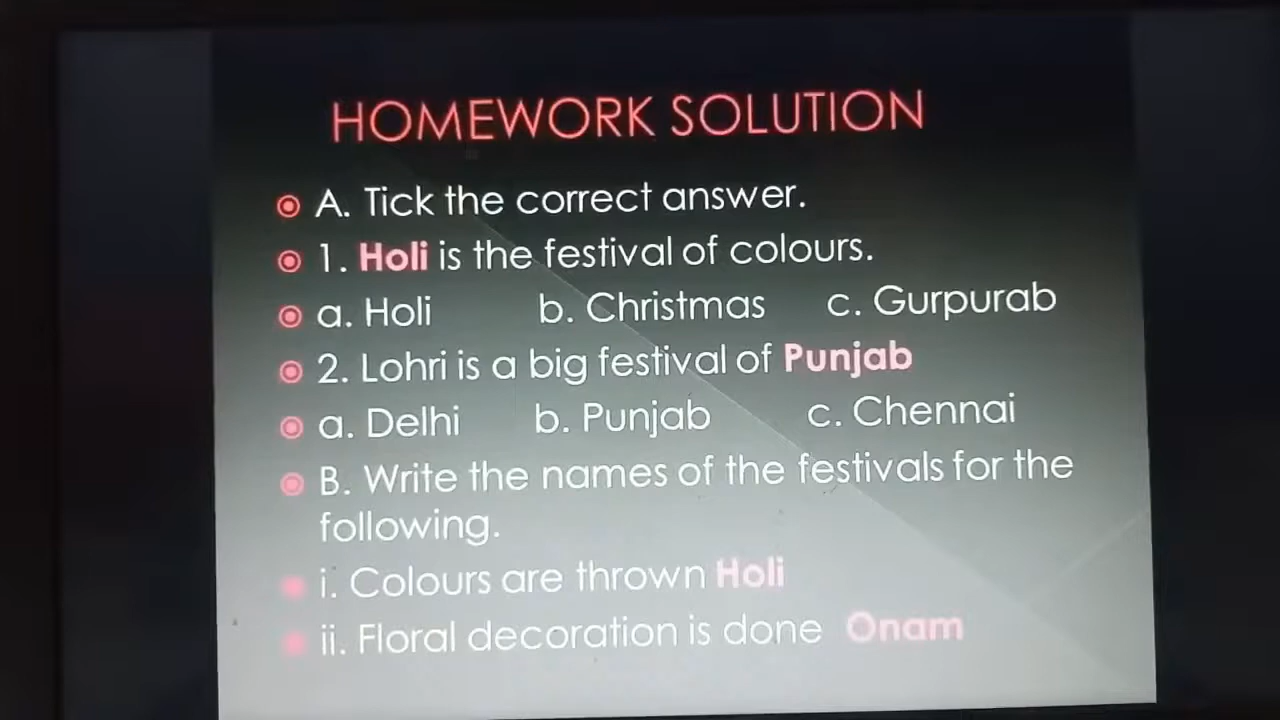 HOMEWORK SOLUTION
A. Tick the correct answer.
1. Holi is the festival of colours.
a. Holi b. Christmas c. Gurpurab
2. Lohri is a big festival of Punjab
a. Delhi b. Punjab c. Chennai
B. Write the names of the festivals for the
following.
i. Colours are thrown Holi
ii. Floral decoration is done Onam